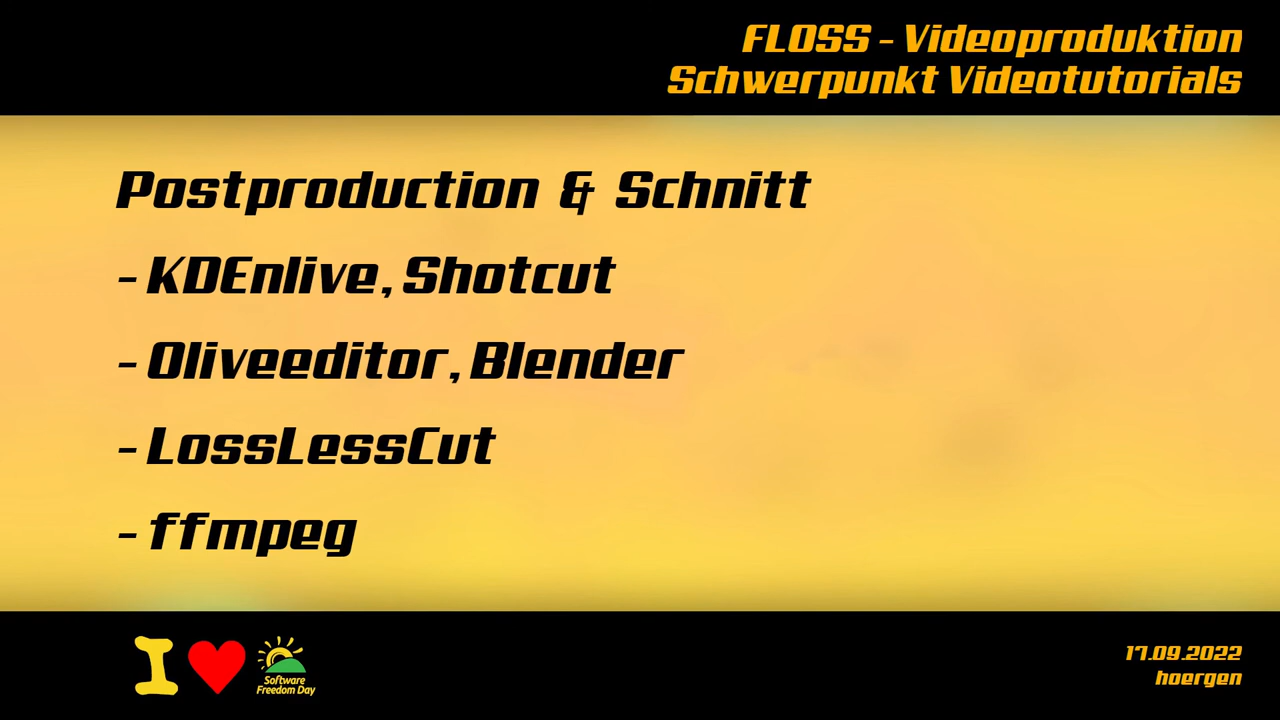 FLOSS - Videoproduktion
Schwerpunkt Videotutorials
Postproduction & Schnitt
- KDEnlive, Shotcut
- Oliveeditor, Blender
- LossLessCut
- ffmpeg
I
Software
Freedom Day
17.09.2022
hoergen